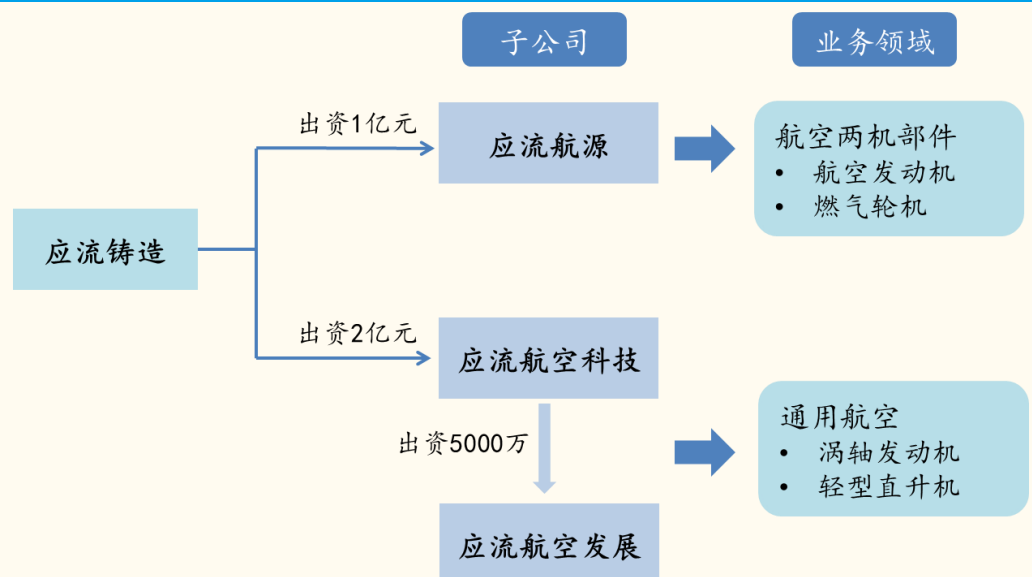 子公司
业务领域
出资1亿元
应流航源
航空两机部件
• 航空发动机
• 燃气轮机
应流铸造
出资2亿元
应流航空科技
出资5000万
通用航空
• 涡轴发动机
• 轻型直升机
应流航空发展